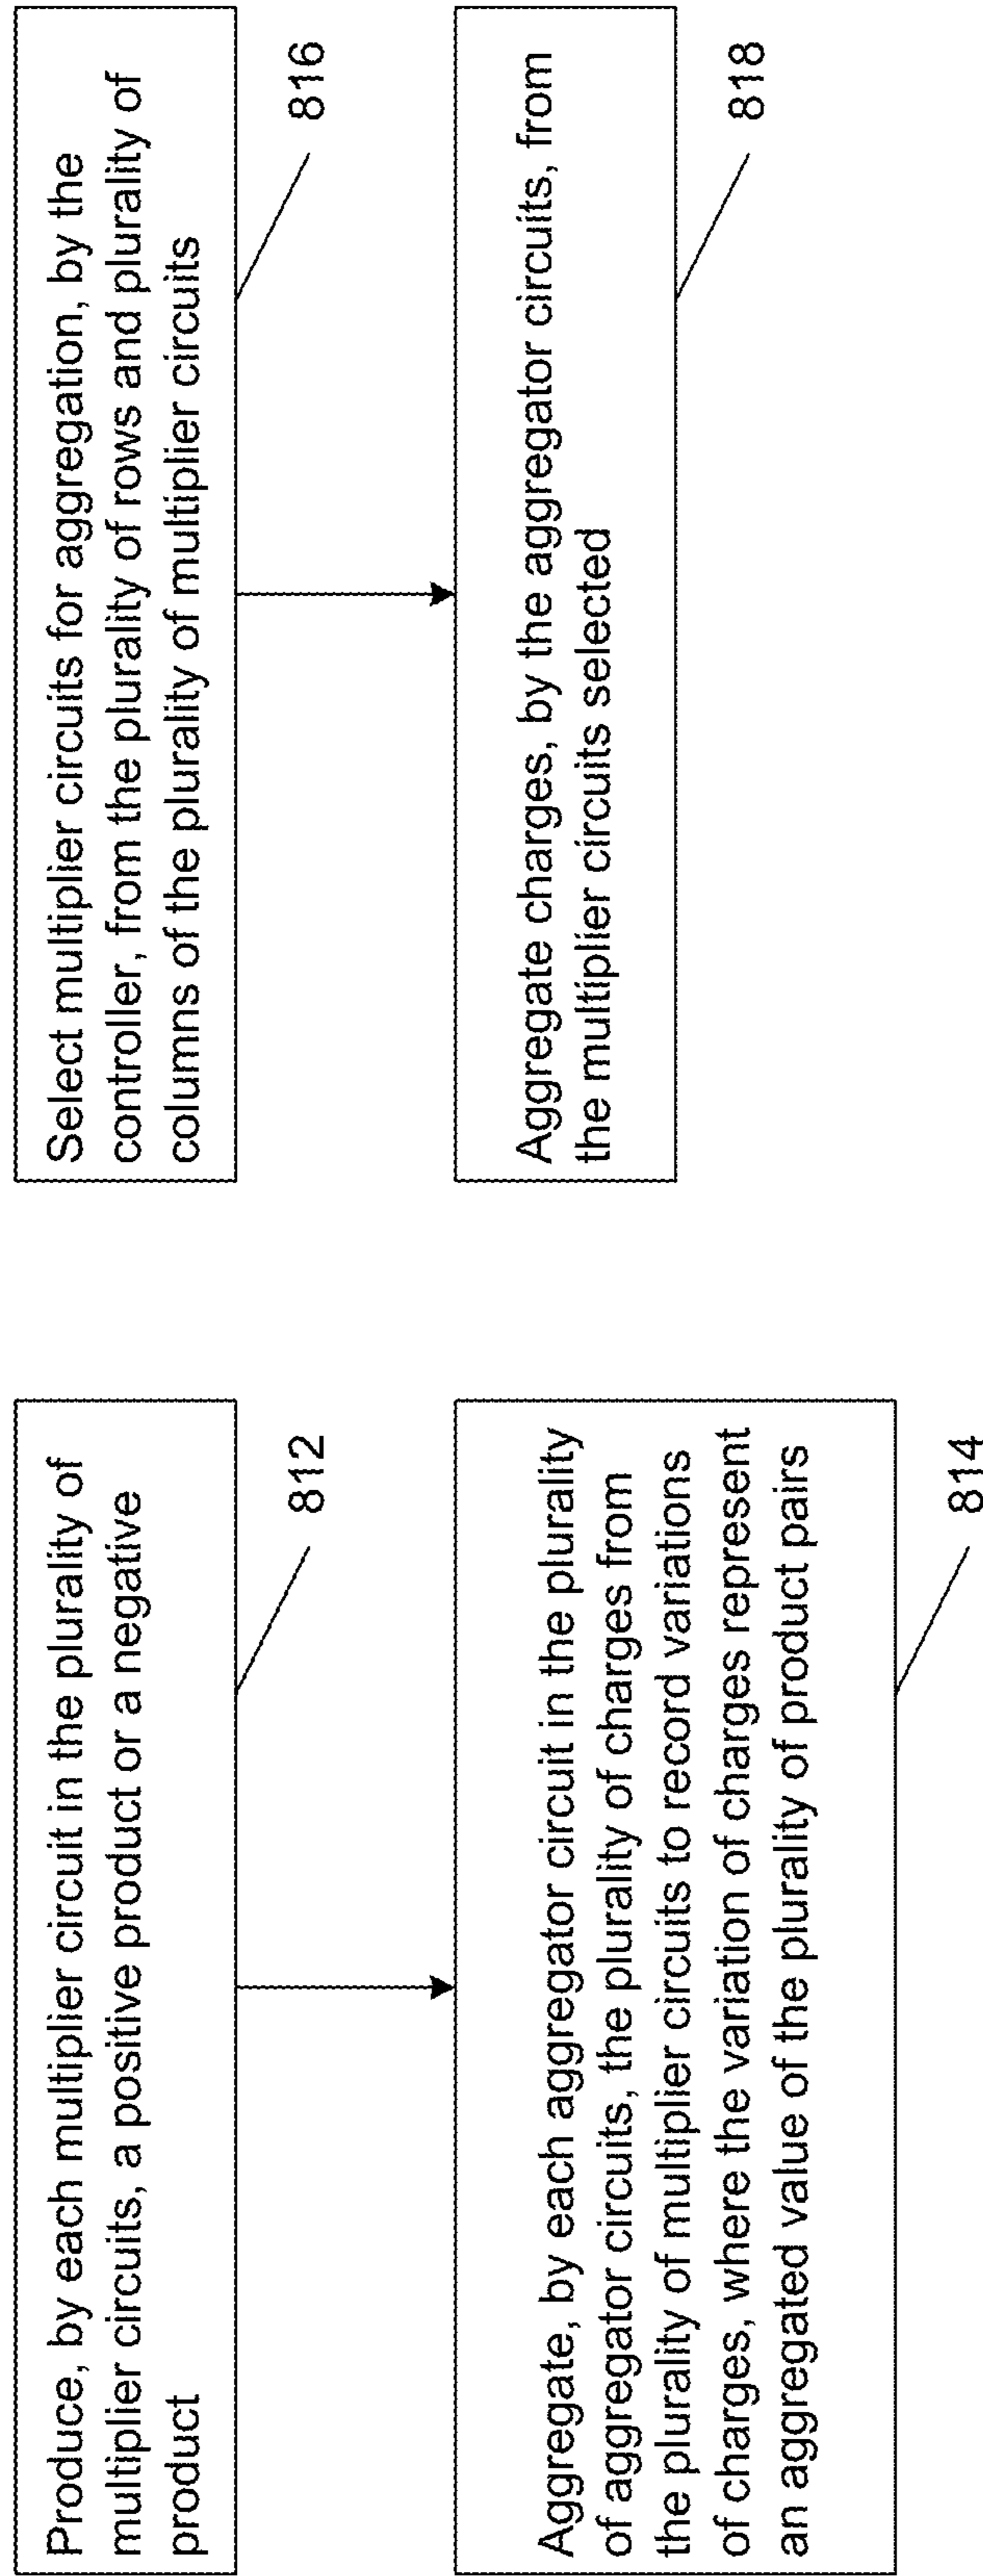 Produce, by each multiplier circuit in the plurality of
multiplier circuits, a positive product or a negative
product
812
Aggregate, by each aggregator circuit in the plurality
of aggregator circuits, the plurality of charges from
the plurality of multiplier circuits to record variations
of charges, where the variation of charges represent
an aggregated value of the plurality of product pairs
814
Select multiplier circuits for aggregation, by the
controller, from the plurality of rows and plurality of
columns of the plurality of multiplier circuits
816
Aggregate charges, by the aggregator circuits, from
the multiplier circuits selected
818